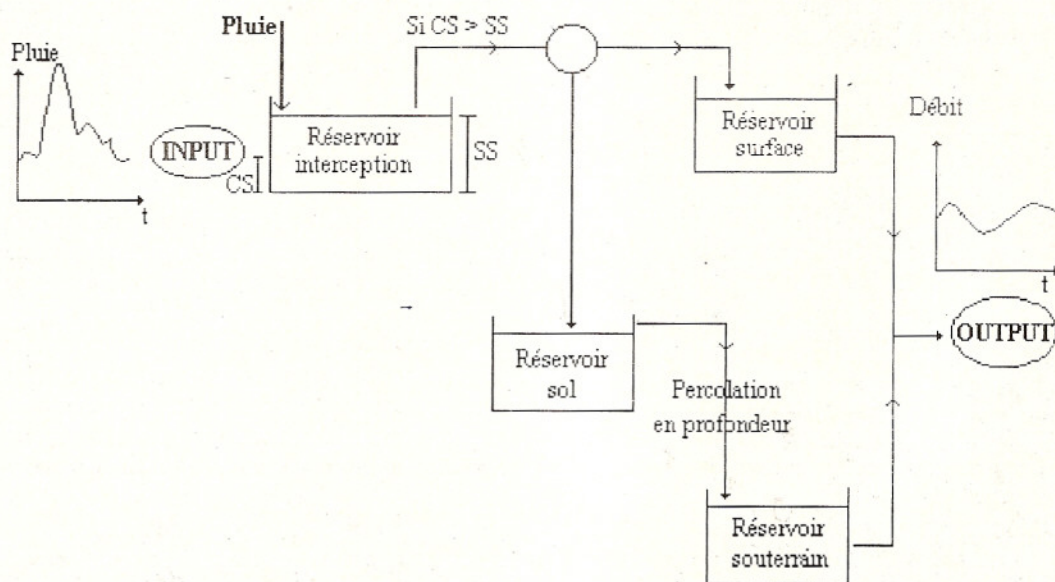 Pluie
Si CS > SS
Pluie
INPUT
t
Réservoir
interception
CS
SS
Réservoir
surface
Débit
t
OUTPUT
Réservoir
sol
Percolation
en profondeur
Réservoir
souterrain